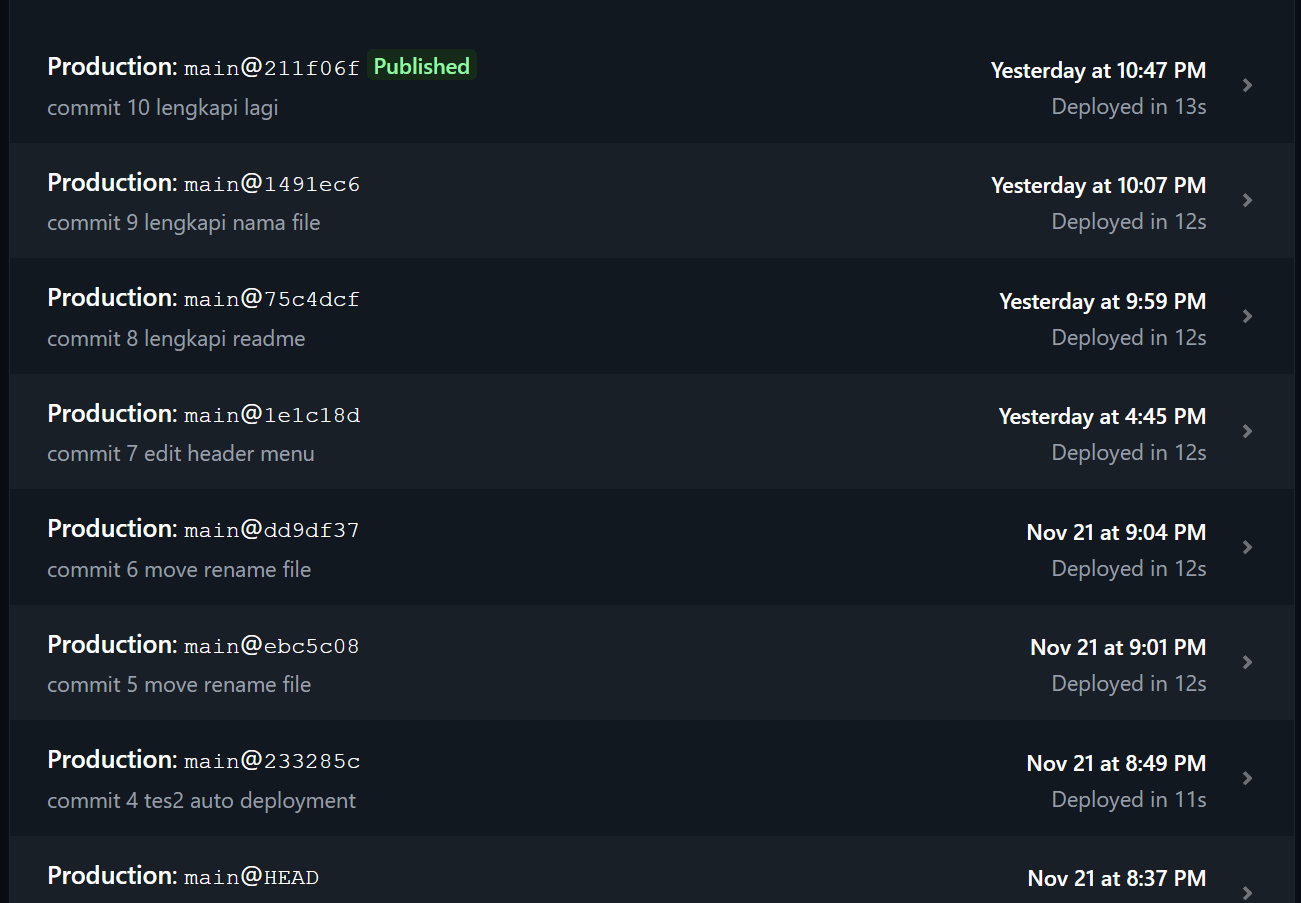 Production: main@211f06f Published
Yesterday at 10:47 PM
commit 10 lengkapi lagi
Deployed in 13s
Production: main@1491ec6
Yesterday at 10:07 PM
commit 9 lengkapi nama file
Deployed in 12s
Production: main@75c4dcf
Yesterday at 9:59 PM
commit 8 lengkapi readme
Deployed in 12s
Production: main@1e1c18d
Yesterday at 4:45 PM
commit 7 edit header menu
Deployed in 12s
Production: main@dd9df37
Nov 21 at 9:04 PM
commit 6 move rename file
Deployed in 12s
Production: main@ebc5c08
Nov 21 at 9:01 PM
commit 5 move rename file
Deployed in 12s
Production: main@233285c
Nov 21 at 8:49 PM
commit 4 tes2 auto deployment
Deployed in 11s
Production: main@HEAD
Nov 21 at 8:37 PM